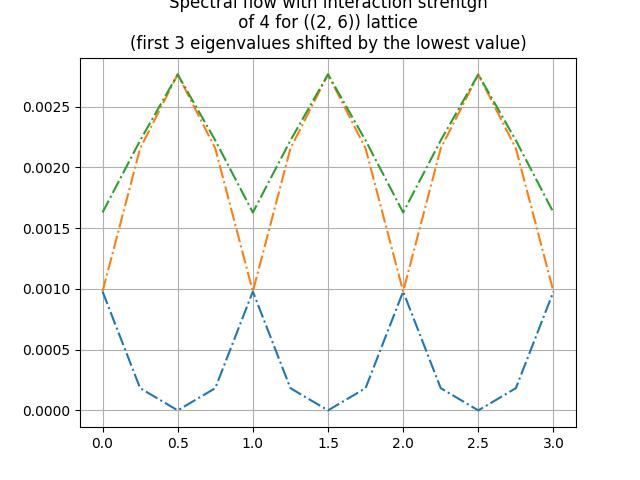 Spectral flow with interaction strength
of 4 for ((2, 6)) lattice
(first 3 eigenvalues shifted by the lowest value)
0.0025
0.0020
0.0015
0.0010
0.0005
0.0000
0.0 0.5 1.0 1.5 2.0 2.5 3.0